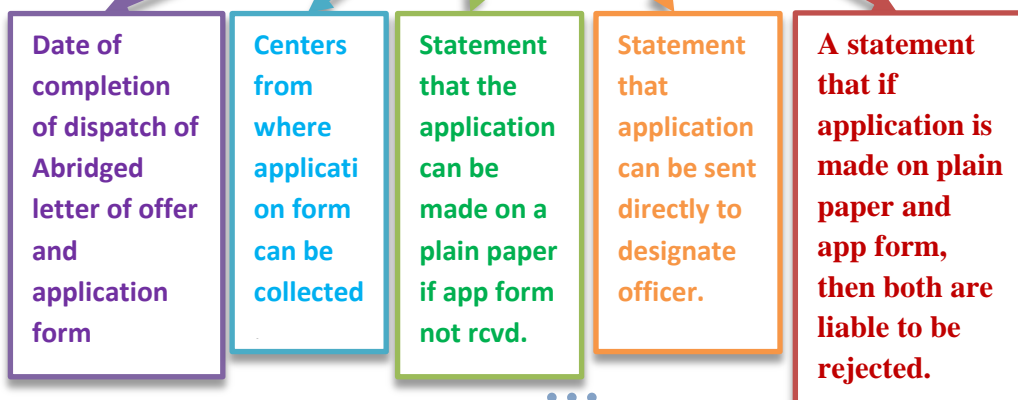 Date of
completion
of dispatch of
Abridged
letter of offer
and
application
form
Centers
from
where
applicati
on form
can be
collected
Statement
that the
application
can be
made on a
plain paper
if app form
not rcvd.
Statement
that
application
can be sent
directly to
designate
officer.
A statement
that if
application is
made on plain
paper and
app form,
then both are
liable to be
rejected.